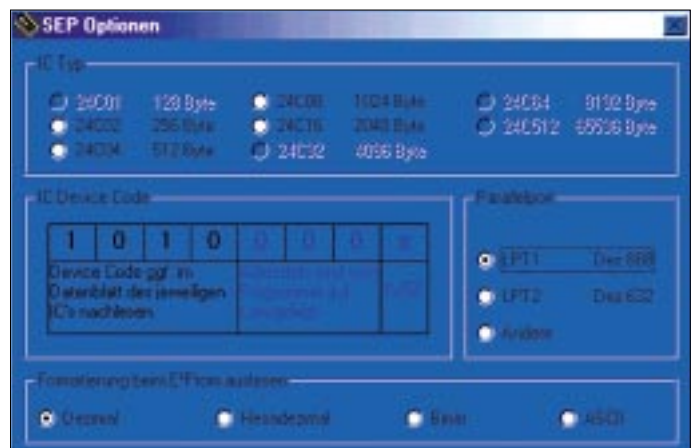 SEP Optionen
IC Typ
24C01 128 Byte 24C08 1024 Byte 24C64 8192 Byte
24C02 256 Byte 24C16 2048 Byte 24C512 65536 Byte
24C04 512 Byte 24C32 4096 Byte
IC Device Code
1 0 1 0 0 0 0 x
Device Code ggf. im
Datenblatt des jeweiligen
IC's nachlesen
Parallelport
LPT1 Dez 888
LPT2 Dez 632
Andere
Formatierung beim E²Prom auslesen
Dezimal Hexadezimal Binär ASCII